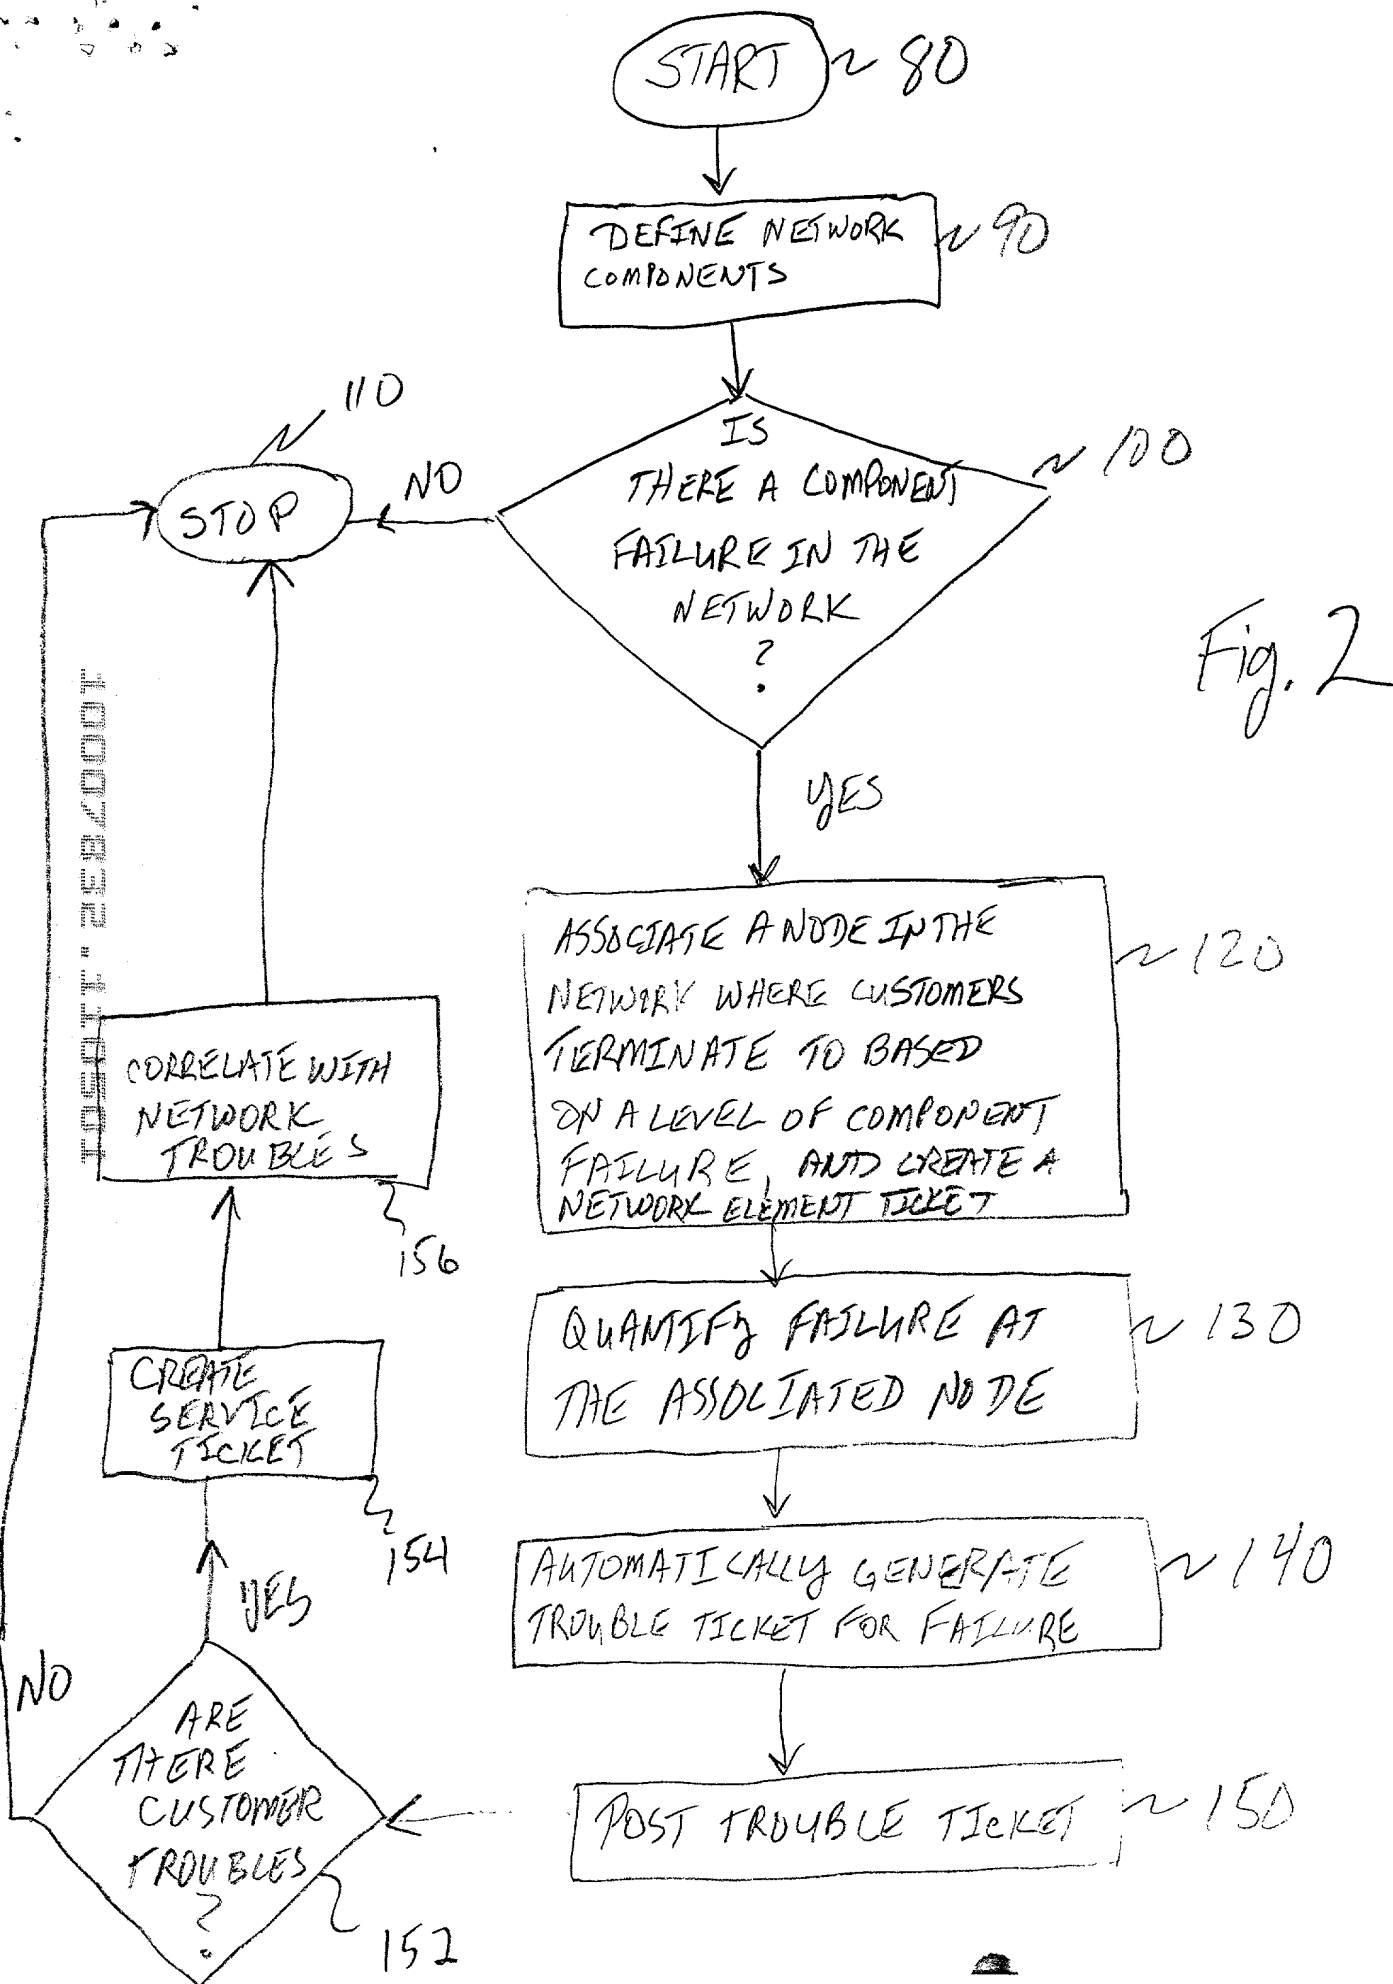 START 80
DEFINE NETWORK 90
COMPONENTS
110
IS
100
NO
THERE A COMPONENT
STOP
FAILURE IN THE
NETWORK
?
Fig. 2
YES
10007832.110501
ASSOCIATE A NODE IN THE
120
NETWORK WHERE CUSTOMERS
TERMINATE TO BASED
ON A LEVEL OF COMPONENT
FAILURE, AND CREATE A
NETWORK ELEMENT TICKET
CORRELATE WITH
NETWORK
TROUBLES
156
QUANTIFY FAILURE AT
130
THE ASSOCIATED NODE
CREATE
SERVICE
TICKET
154
AUTOMATICALLY GENERATE
140
TROUBLE TICKET FOR FAILURE
YES
NO
ARE
THERE
CUSTOMER
TROUBLES
?
152
POST TROUBLE TICKET
150